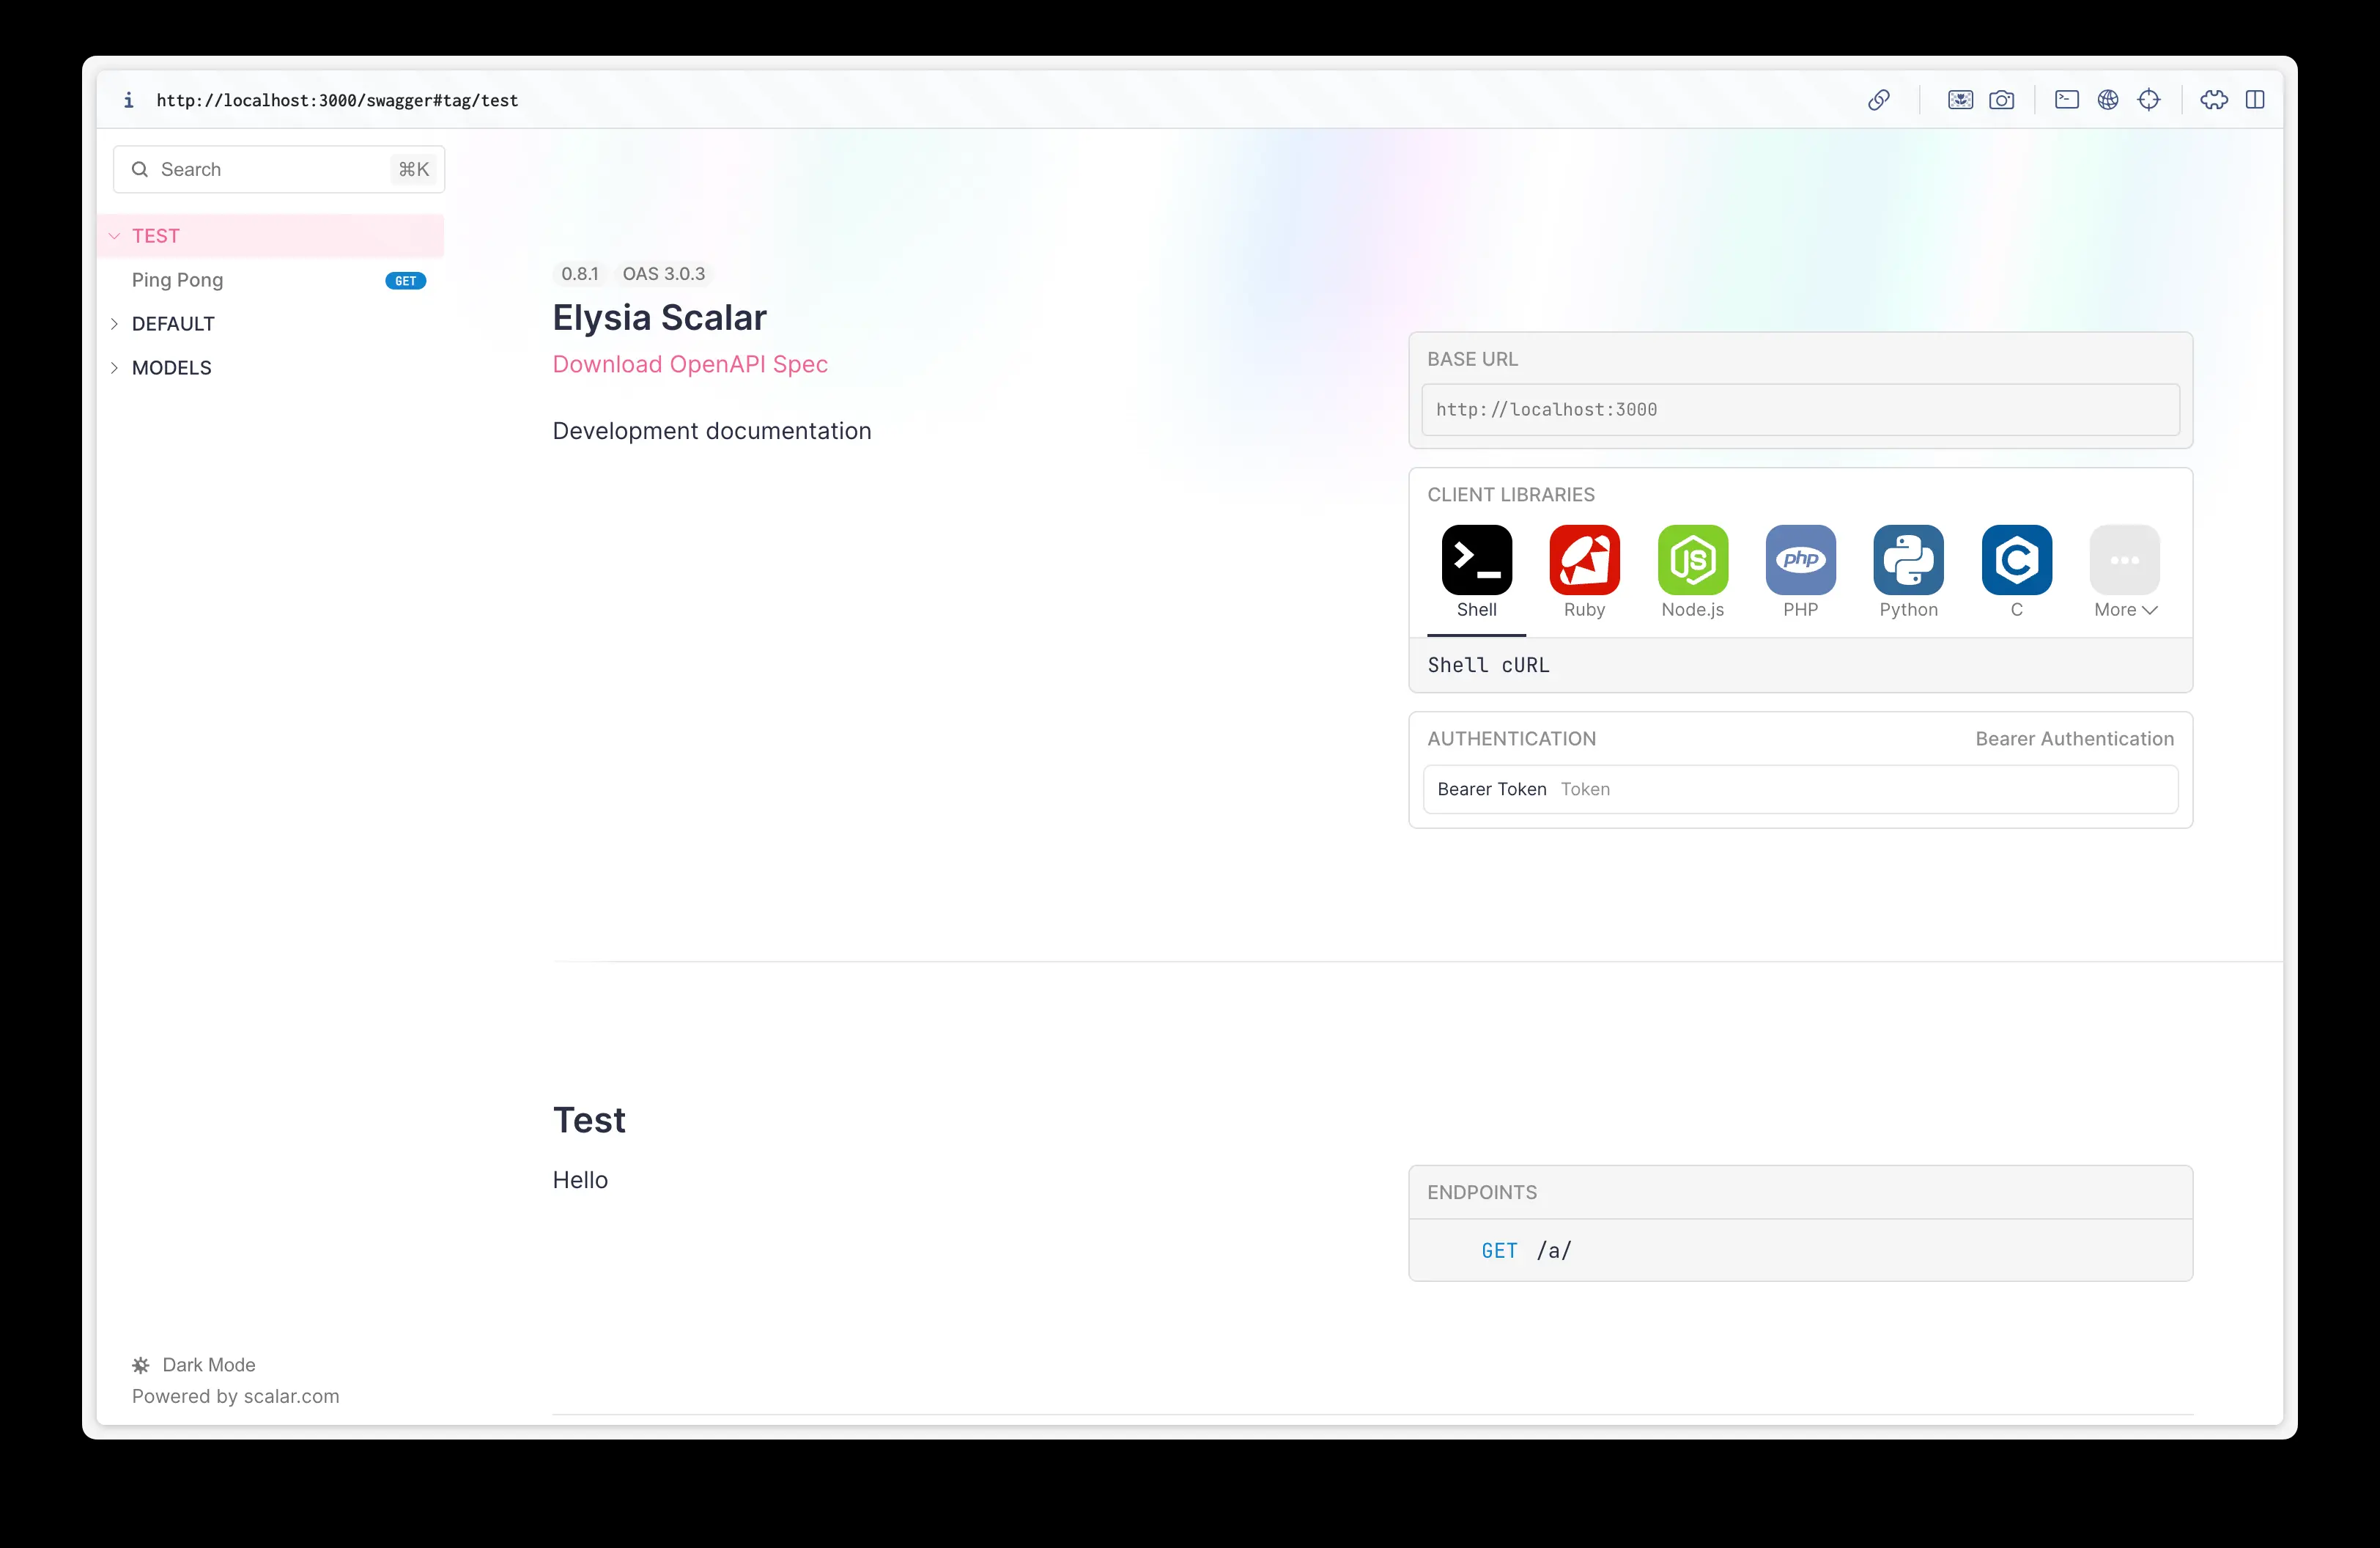 http://localhost:3000/swagger#tag/test
Search ⌘K
TEST
Ping Pong GET
DEFAULT
MODELS
0.8.1 OAS 3.0.3
Elysia Scalar
Download OpenAPI Spec
Development documentation
BASE URL
http://localhost:3000
CLIENT LIBRARIES
JS
php
C
Shell Ruby Node.js PHP Python C More
Shell cURL
AUTHENTICATION Bearer Authentication
Bearer Token Token
Test
Hello
ENDPOINTS
GET /a/
Dark Mode
Powered by scalar.com